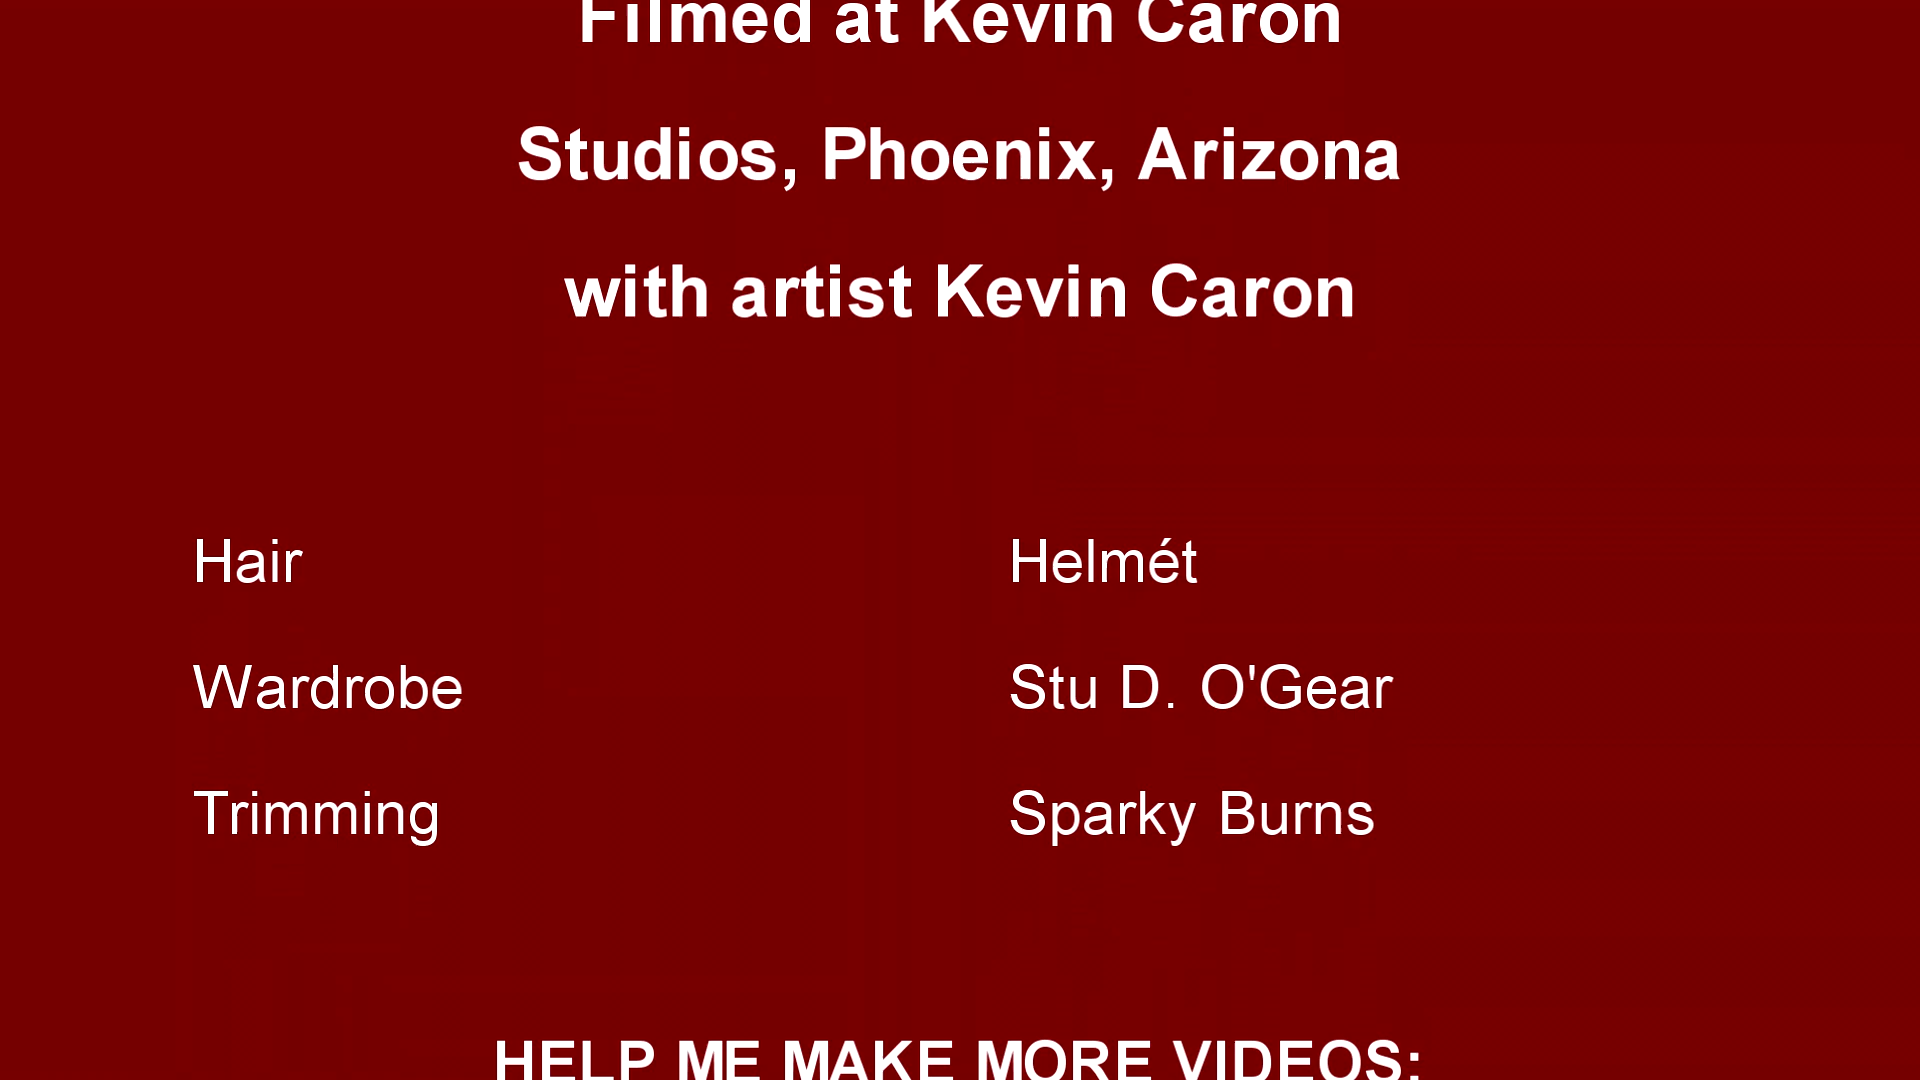 Filmed at Kevin Caron
Studios, Phoenix, Arizona
with artist Kevin Caron
Hair Helmét
Wardrobe Stu D. O'Gear
Trimming Sparky Burns
HELP ME MAKE MORE VIDEOS: